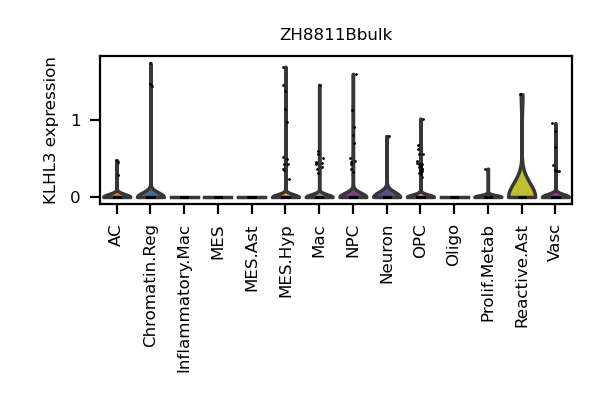 ZH8811Bbulk
KLHL3 expression
1
0
AC
Chromatin.Reg
Inflammatory.Mac
MES
MES.Ast
MES.Hyp
Mac
NPC
Neuron
OPC
Oligo
Prolif.Metab
Reactive.Ast
Vasc